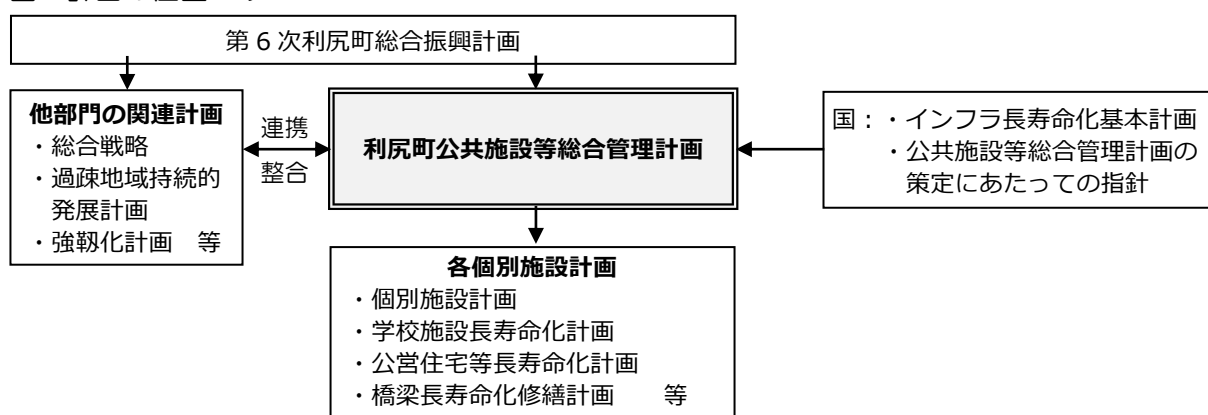 第6次利尻町総合振興計画
他部門の関連計画
・総合戦略
・過疎地域持続的
発展計画
・強靱化計画 等
連携
整合
利尻町公共施設等総合管理計画
国：・インフラ長寿命化基本計画
・公共施設等総合管理計画の
策定にあたっての指針
各個別施設計画
・個別施設計画
・学校施設長寿命化計画
・公営住宅等長寿命化計画
・橋梁長寿命化修繕計画 等